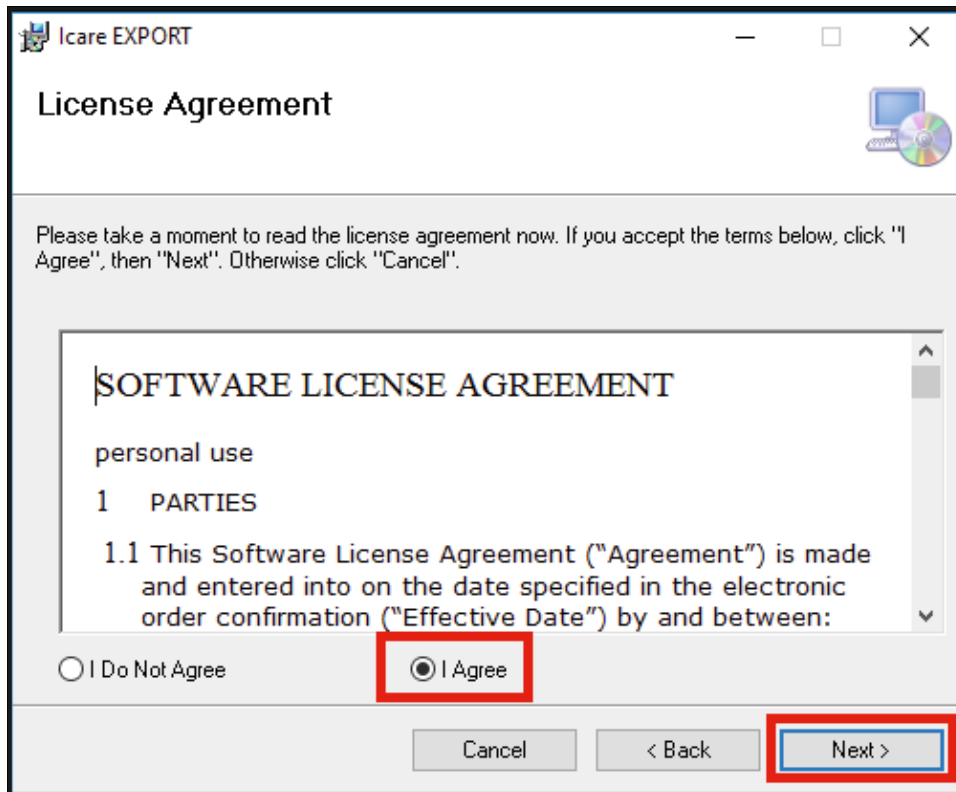 Icare EXPORT
License Agreement
Please take a moment to read the license agreement now. If you accept the terms below, click "I
Agree", then "Next". Otherwise click "Cancel".
SOFTWARE LICENSE AGREEMENT
personal use
1 PARTIES
1.1 This Software License Agreement (“Agreement”) is made
and entered into on the date specified in the electronic
order confirmation (“Effective Date”) by and between:
I Do Not Agree
I Agree
Cancel
< Back
Next >